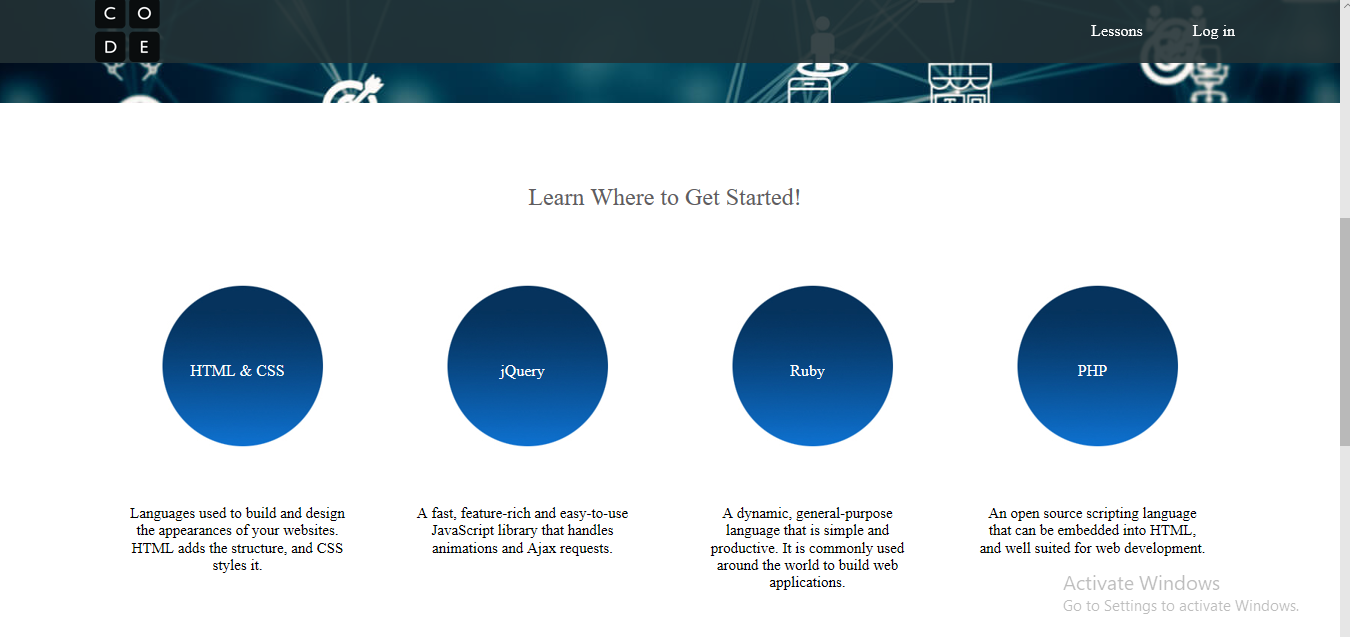 C O
D E
Lessons Log in
Learn Where to Get Started!
HTML & CSS
jQuery
Ruby
PHP
Languages used to build and design
the appearances of your websites.
HTML adds the structure, and CSS
styles it.
A fast, feature-rich and easy-to-use
JavaScript library that handles
animations and Ajax requests.
A dynamic, general-purpose
language that is simple and
productive. It is commonly used
around the world to build web
applications.
An open source scripting language
that can be embedded into HTML,
and well suited for web development.
Activate Windows
Go to Settings to activate Windows.